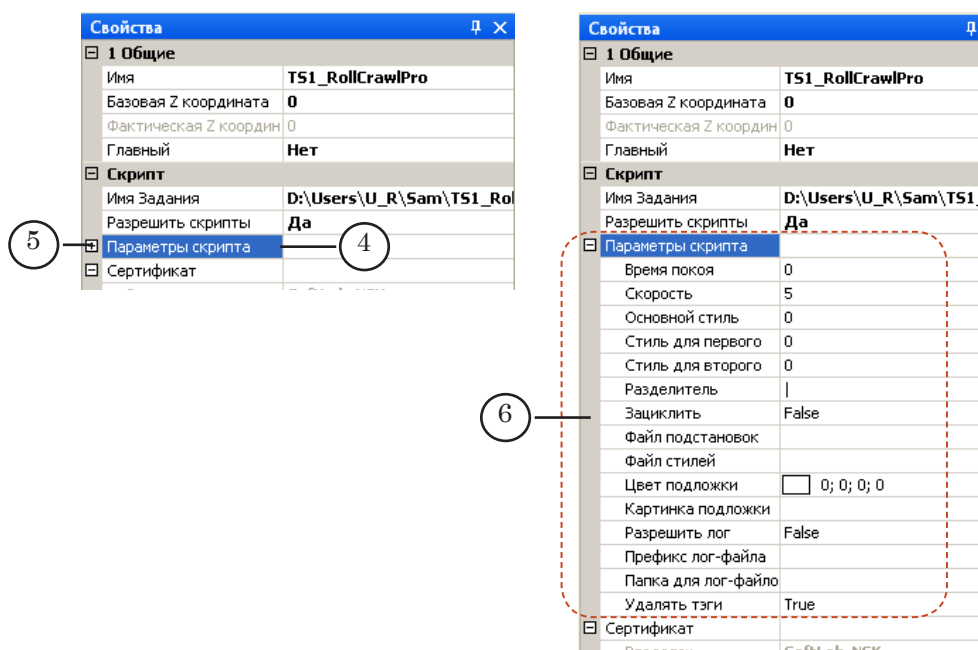 Свойства
1 Общие
Имя TS1_RollCrawlPro
Базовая Z координата 0
Фактическая Z координ 0
Главный Нет
Скрипт
Имя Задания D:\Users\U_R\Sam\TS1_Rol
Разрешить скрипты Да
5 Параметры скрипта 4
Сертификат
Свойства
1 Общие
Имя TS1_RollCrawlPro
Базовая Z координата 0
Фактическая Z координ 0
Главный Нет
Скрипт
Имя Задания D:\Users\U_R\Sam\TS1_
Разрешить скрипты Да
Параметры скрипта
Время покоя 0
Скорость 5
Основной стиль 0
Стиль для первого 0
Стиль для второго 0
Разделитель |
6 Зациклить False
Файл подстановок
Файл стилей
Цвет подложки 0; 0; 0; 0
Картинка подложки
Разрешить лог False
Префикс лог-файла
Папка для лог-файло
Удалять тэги True
Сертификат